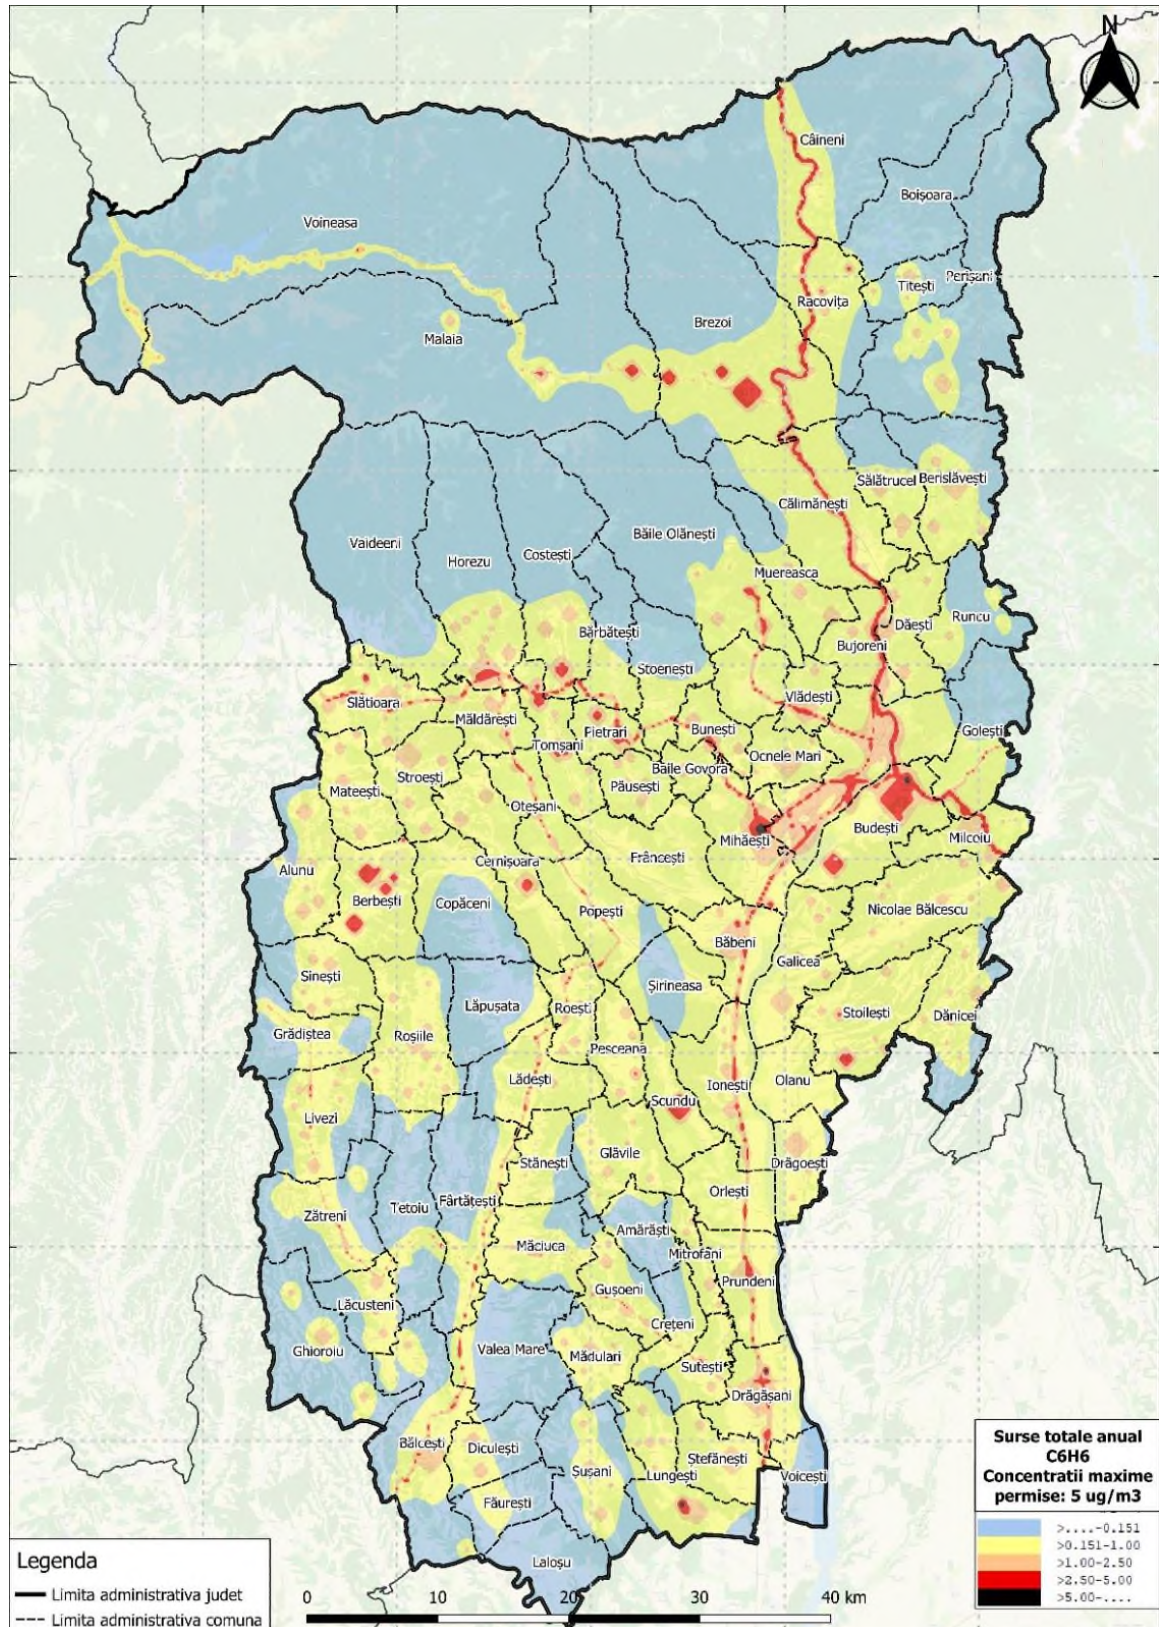 N
Câineni
Boișoara
Voineasa
Perișani
Titești
Racovița
Brezoi
Malaia
Sălătrucel
Berislăvești
Călimănești
Băile Olănești
Vaideeni
Costești
Horezu
Muereasca
Runcu
Dăești
Bărbătești
Bujoreni
Stoenești
Vlădești
Slătioara
Măldărești
Golești
Pietrari
Bunești
Tomșani
Ocnele Mari
Baile Govora
Stroești
Păusești
Mateești
Oteșani
Budești
Mihăești
Milcoiu
Frâncești
Cernișoara
Alunu
Berbești
Copăceni
Nicolae Bălcescu
Popești
Băbeni
Galicea
Sinești
Șirineasa
Lăpușata
Roești
Stoilești
Dănicei
Grădiștea
Roșiile
Pesceana
Lădești
Olanu
Ionești
Scundu
Livezi
Glăvile
Stănești
Drăgoești
Orlești
Fârtățești
Tetoiu
Zătreni
Amărăști
Măciuca
Mitrofani
Prundeni
Gușoeni
Lăcusteni
Crețeni
Valea Mare
Ghioroiu
Mădulari
Sutești
Drăgășani
Bălcești
Diculești
Ștefănești
Șușani
Lungești
Voicești
Făurești
Laloșu
Surse totale anual
C6H6
Concentratii maxime
permise: 5 ug/m3
>....-0.151
>0.151-1.00
>1.00-2.50
>2.50-5.00
>5.00-....
Legenda
Limita administrativa judet
Limita administrativa comuna
0 10 20 30 40 km